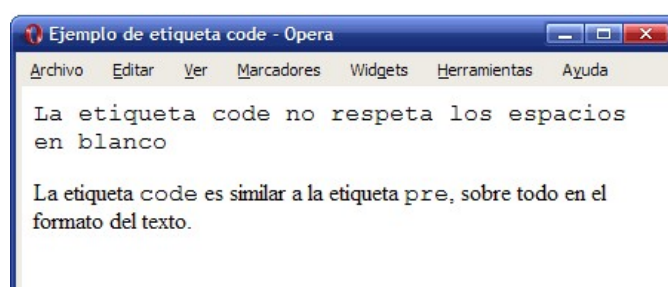 Ejemplo de etiqueta code - Opera
Archivo Editar Ver Marcadores Widgets Herramientas Ayuda
La etiqueta code no respeta los espacios
en blanco
La etiqueta code es similar a la etiqueta pre, sobre todo en el
formato del texto.